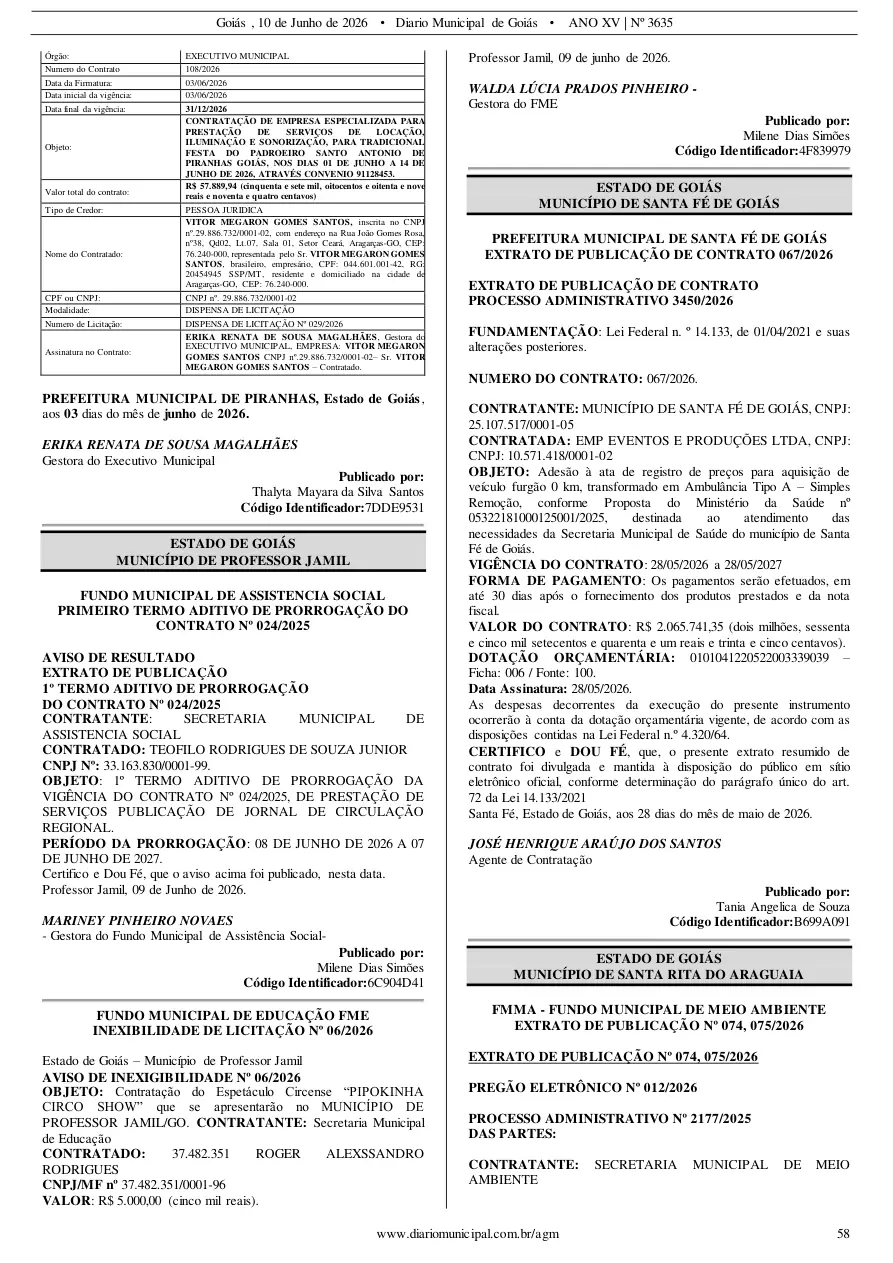 Goiás , 10 de Junho de 2026 • Diario Municipal de Goiás • ANO XV | Nº 3635
Órgão: EXECUTIVO MUNICIPAL
Numero do Contrato 108/2026
Data da Firmatura: 03/06/2026
Data inicial da vigência: 03/06/2026
Data final da vigência: 31/12/2026
Objeto: CONTRATAÇÃO DE EMPRESA ESPECIALIZADA PARA
PRESTAÇÃO DE SERVIÇOS DE LOCAÇÃO,
ILUMINAÇÃO E SONORIZAÇÃO, PARA TRADICIONAL
FESTA DO PADROEIRO SANTO ANTONIO DE
PIRANHAS GOIÁS, NOS DIAS 01 DE JUNHO A 14 DE
JUNHO DE 2026, ATRAVÉS CONVENIO 91128453.
Valor total do contrato: R$ 57.889,94 (cinquenta e sete mil, oitocentos e oitenta e nove
reais e noventa e quatro centavos)
Tipo de Credor: PESSOA JURIDICA
Nome do Contratado: VITOR MEGARON GOMES SANTOS, inscrita no CNPJ
nº.29.886.732/0001-02, com endereço na Rua João Gomes Rosa,
nº38, Qd02, Lt.07, Sala 01, Setor Ceará, Aragarças-GO, CEP:
76.240-000, representada pelo Sr. VITOR MEGARON GOMES
SANTOS, brasileiro, empresário, CPF: 044.601.001-42, RG:
20454945 SSP/MT, residente e domiciliado na cidade de
Aragarças-GO, CEP: 76.240-000.
CPF ou CNPJ: CNPJ nº. 29.886.732/0001-02
Modalidade: DISPENSA DE LICITAÇÃO
Numero de Licitação: DISPENSA DE LICITAÇÃO Nº 029/2026
Assinatura no Contrato: ERIKA RENATA DE SOUSA MAGALHÃES, Gestora do
EXECUTIVO MUNICIPAL, EMPRESA: VITOR MEGARON
GOMES SANTOS CNPJ nº.29.886.732/0001-02– Sr. VITOR
MEGARON GOMES SANTOS – Contratado.
PREFEITURA MUNICIPAL DE PIRANHAS, Estado de Goiás,
aos 03 dias do mês de junho de 2026.
ERIKA RENATA DE SOUSA MAGALHÃES
Gestora do Executivo Municipal
Publicado por:
Thalyta Mayara da Silva Santos
Código Identificador:7DDE9531
ESTADO DE GOIÁS
MUNICÍPIO DE PROFESSOR JAMIL
FUNDO MUNICIPAL DE ASSISTENCIA SOCIAL
PRIMEIRO TERMO ADITIVO DE PRORROGAÇÃO DO
CONTRATO Nº 024/2025
AVISO DE RESULTADO
EXTRATO DE PUBLICAÇÃO
1º TERMO ADITIVO DE PRORROGAÇÃO
DO CONTRATO Nº 024/2025
CONTRATANTE: SECRETARIA MUNICIPAL DE
ASSISTENCIA SOCIAL
CONTRATADO: TEOFILO RODRIGUES DE SOUZA JUNIOR
CNPJ Nº: 33.163.830/0001-99.
OBJETO: 1º TERMO ADITIVO DE PRORROGAÇÃO DA
VIGÊNCIA DO CONTRATO Nº 024/2025, DE PRESTAÇÃO DE
SERVIÇOS PUBLICAÇÃO DE JORNAL DE CIRCULAÇÃO
REGIONAL.
PERÍODO DA PRORROGAÇÃO: 08 DE JUNHO DE 2026 A 07
DE JUNHO DE 2027.
Certifico e Dou Fé, que o aviso acima foi publicado, nesta data.
Professor Jamil, 09 de Junho de 2026.
MARINEY PINHEIRO NOVAES
- Gestora do Fundo Municipal de Assistência Social-
Publicado por:
Milene Dias Simões
Código Identificador:6C904D41
FUNDO MUNICIPAL DE EDUCAÇÃO FME
INEXIBILIDADE DE LICITAÇÃO Nº 06/2026
Estado de Goiás – Município de Professor Jamil
AVISO DE INEXIGIBILIDADE Nº 06/2026
OBJETO: Contratação do Espetáculo Circense “PIPOKINHA
CIRCO SHOW” que se apresentarão no MUNICÍPIO DE
PROFESSOR JAMIL/GO. CONTRATANTE: Secretaria Municipal
de Educação
CONTRATADO: 37.482.351 ROGER ALEXSSANDRO
RODRIGUES
CNPJ/MF nº 37.482.351/0001-96
VALOR: R$ 5.000,00 (cinco mil reais).
Professor Jamil, 09 de junho de 2026.
WALDA LÚCIA PRADOS PINHEIRO -
Gestora do FME
Publicado por:
Milene Dias Simões
Código Identificador:4F839979
ESTADO DE GOIÁS
MUNICÍPIO DE SANTA FÉ DE GOIÁS
PREFEITURA MUNICIPAL DE SANTA FÉ DE GOIÁS
EXTRATO DE PUBLICAÇÃO DE CONTRATO 067/2026
EXTRATO DE PUBLICAÇÃO DE CONTRATO
PROCESSO ADMINISTRATIVO 3450/2026
FUNDAMENTAÇÃO: Lei Federal n. º 14.133, de 01/04/2021 e suas
alterações posteriores.
NUMERO DO CONTRATO: 067/2026.
CONTRATANTE: MUNICÍPIO DE SANTA FÉ DE GOIÁS, CNPJ:
25.107.517/0001-05
CONTRATADA: EMP EVENTOS E PRODUÇÕES LTDA, CNPJ:
CNPJ: 10.571.418/0001-02
OBJETO: Adesão à ata de registro de preços para aquisição de
veículo furgão 0 km, transformado em Ambulância Tipo A – Simples
Remoção, conforme Proposta do Ministério da Saúde nº
05322181000125001/2025, destinada ao atendimento das
necessidades da Secretaria Municipal de Saúde do município de Santa
Fé de Goiás.
VIGÊNCIA DO CONTRATO: 28/05/2026 a 28/05/2027
FORMA DE PAGAMENTO: Os pagamentos serão efetuados, em
até 30 dias após o fornecimento dos produtos prestados e da nota
fiscal.
VALOR DO CONTRATO: R$ 2.065.741,35 (dois milhões, sessenta
e cinco mil setecentos e quarenta e um reais e trinta e cinco centavos).
DOTAÇÃO ORÇAMENTÁRIA: 0101041220522003339039 –
Ficha: 006 / Fonte: 100.
Data Assinatura: 28/05/2026.
As despesas decorrentes da execução do presente instrumento
ocorrerão à conta da dotação orçamentária vigente, de acordo com as
disposições contidas na Lei Federal n.º 4.320/64.
CERTIFICO e DOU FÉ, que, o presente extrato resumido de
contrato foi divulgada e mantida à disposição do público em sítio
eletrônico oficial, conforme determinação do parágrafo único do art.
72 da Lei 14.133/2021
Santa Fé, Estado de Goiás, aos 28 dias do mês de maio de 2026.
JOSÉ HENRIQUE ARAÚJO DOS SANTOS
Agente de Contratação
Publicado por:
Tania Angelica de Souza
Código Identificador:B699A091
ESTADO DE GOIÁS
MUNICÍPIO DE SANTA RITA DO ARAGUAIA
FMMA - FUNDO MUNICIPAL DE MEIO AMBIENTE
EXTRATO DE PUBLICAÇÃO Nº 074, 075/2026
EXTRATO DE PUBLICAÇÃO Nº 074, 075/2026
PREGÃO ELETRÔNICO Nº 012/2026
PROCESSO ADMINISTRATIVO Nº 2177/2025
DAS PARTES:
CONTRATANTE: SECRETARIA MUNICIPAL DE MEIO
AMBIENTE
www.diariomunicipal.com.br/agm 58